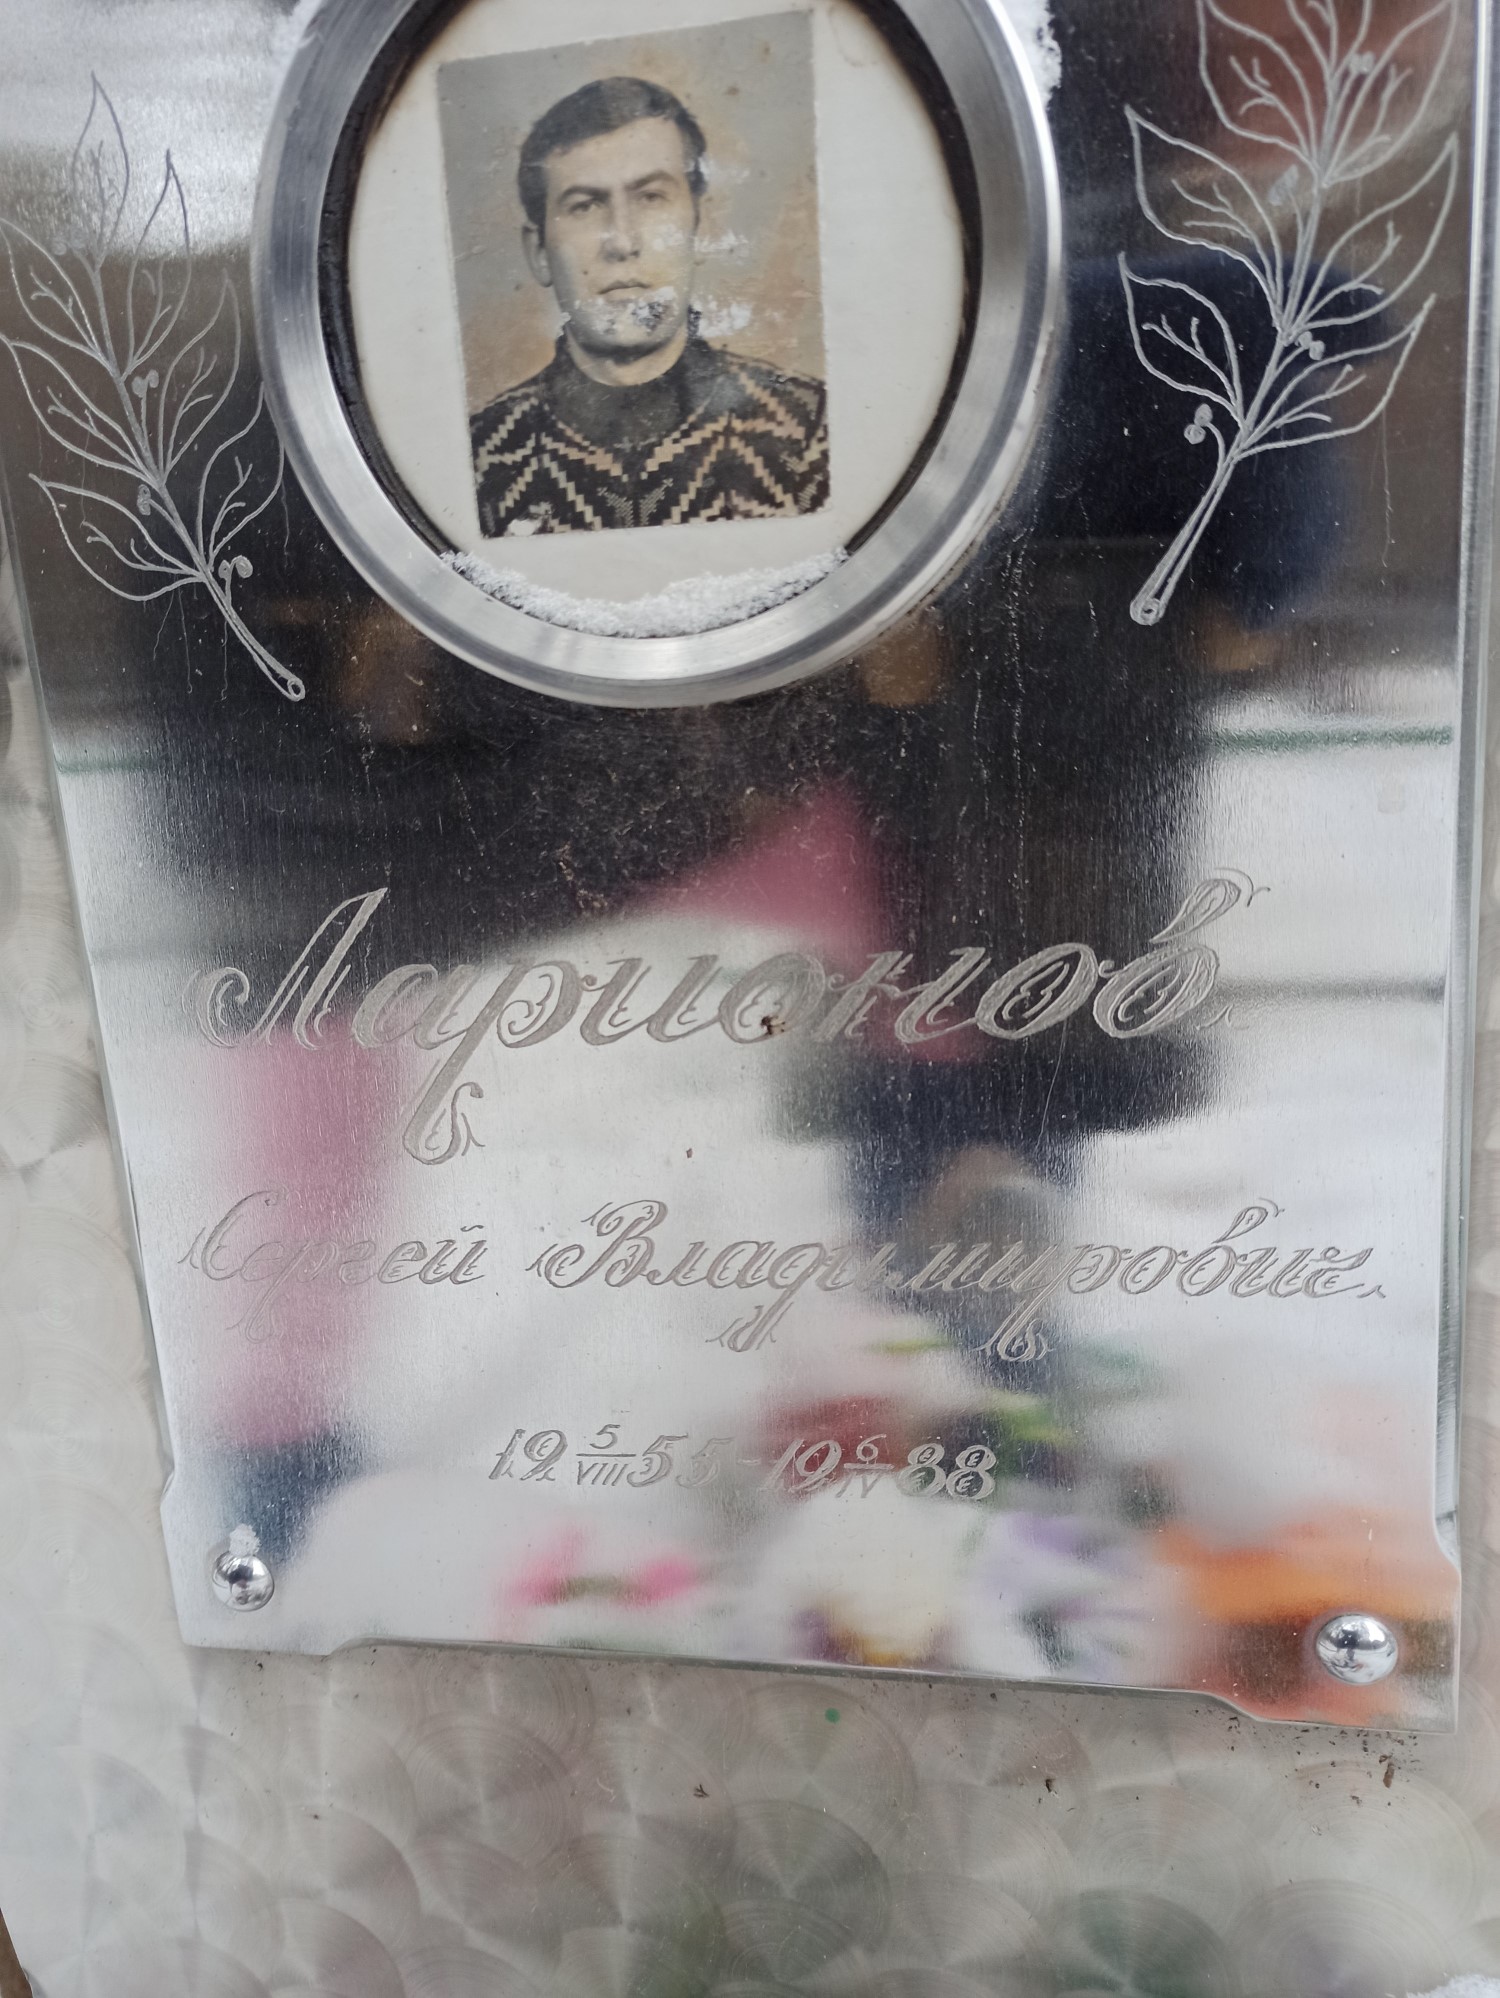 Ларионов
Сергей Владимирович
19 5/VIII 55 - 19 6/IV 88